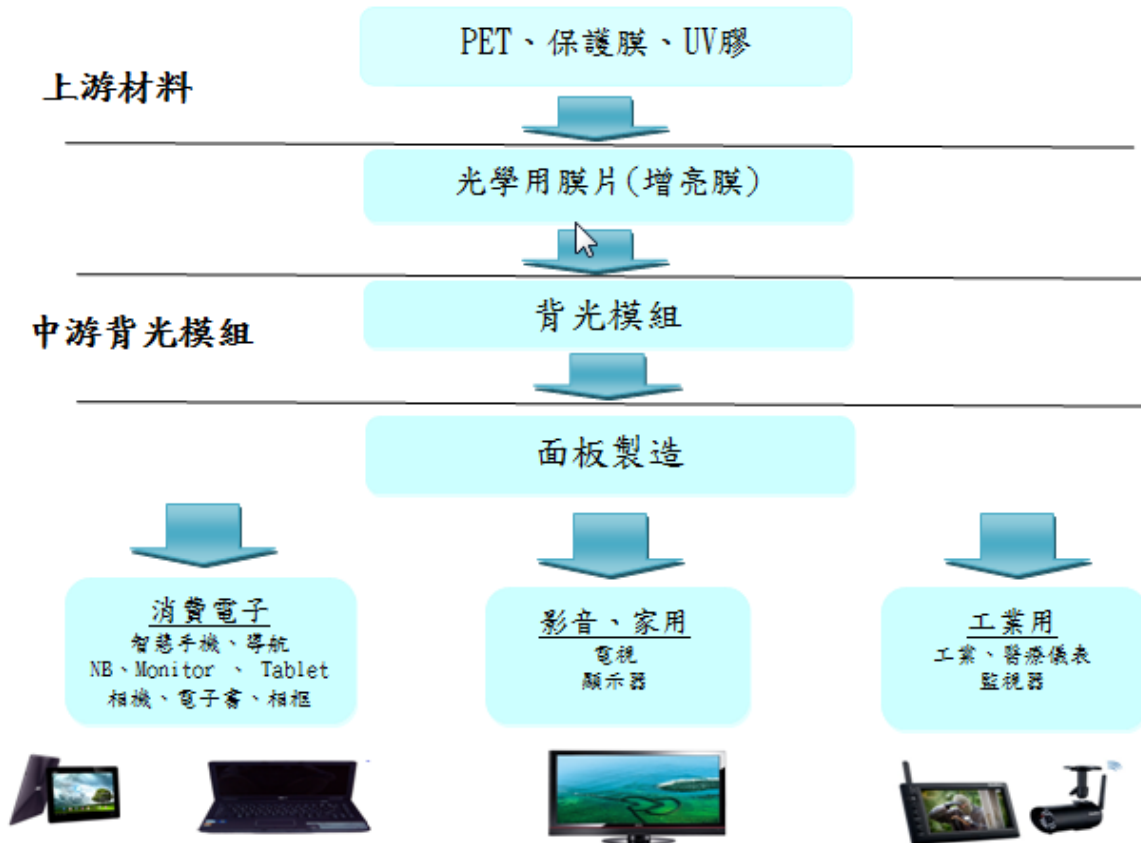 PET、保護膜、UV膠
上游材料
光學用膜片(增亮膜)
背光模組
中游背光模組
面板製造
消費電子
智慧手機、導航
NB、Monitor 、 Tablet
相機、電子書、相框
影音、家用
電視
顯示器
工業用
工業、醫療儀表
監視器